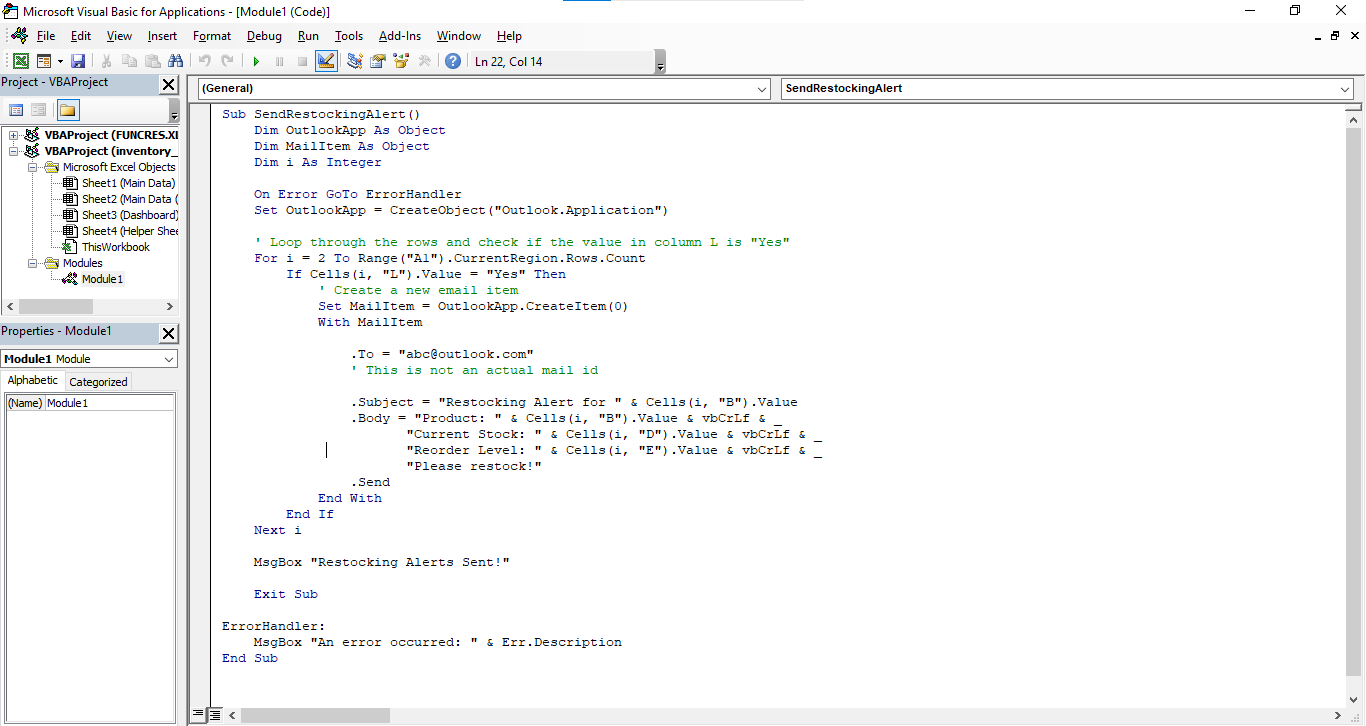 Microsoft Visual Basic for Applications - [Module1 (Code)]
File Edit View Insert Format Debug Run Tools Add-Ins Window Help
Ln 22, Col 14
Project - VBAProject
VBAProject (FUNCRES.XL
VBAProject (inventory_
Microsoft Excel Objects
Sheet1 (Main Data)
Sheet2 (Main Data (
Sheet3 (Dashboard)
Sheet4 (Helper Shee
ThisWorkbook
Modules
Module1
Properties - Module1
Module1 Module
Alphabetic Categorized
(Name) Module1
(General) SendRestockingAlert
Sub SendRestockingAlert()
    Dim OutlookApp As Object
    Dim MailItem As Object
    Dim i As Integer
    On Error GoTo ErrorHandler
    Set OutlookApp = CreateObject("Outlook.Application")
    ' Loop through the rows and check if the value in column L is "Yes"
    For i = 2 To Range("A1").CurrentRegion.Rows.Count
        If Cells(i, "L").Value = "Yes" Then
            ' Create a new email item
            Set MailItem = OutlookApp.CreateItem(0)
            With MailItem
                .To = "abc@outlook.com"
                ' This is not an actual mail id
                .Subject = "Restocking Alert for " & Cells(i, "B").Value
                .Body = "Product: " & Cells(i, "B").Value & vbCrLf & _
                       "Current Stock: " & Cells(i, "D").Value & vbCrLf & _
                       "Reorder Level: " & Cells(i, "E").Value & vbCrLf & _
                       "Please restock!"
                .Send
            End With
        End If
    Next i
    MsgBox "Restocking Alerts Sent!"
    Exit Sub
ErrorHandler:
    MsgBox "An error occurred: " & Err.Description
End Sub